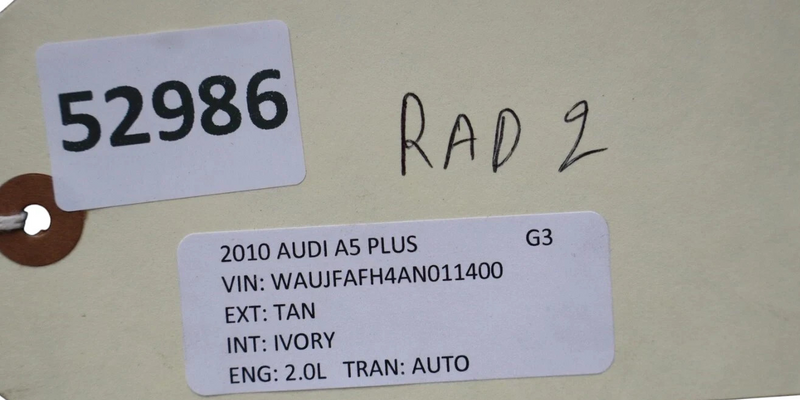 52986
RAD 2
2010 AUDI A5 PLUS G3
VIN: WAUJFAFH4AN011400
EXT: TAN
INT: IVORY
ENG: 2.0L TRAN: AUTO